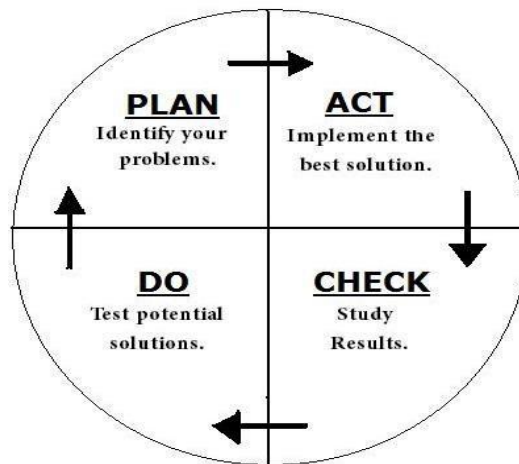 PLAN
Identify your
problems.
ACT
Implement the
best solution.
DO
Test potential
solutions.
CHECK
Study
Results.